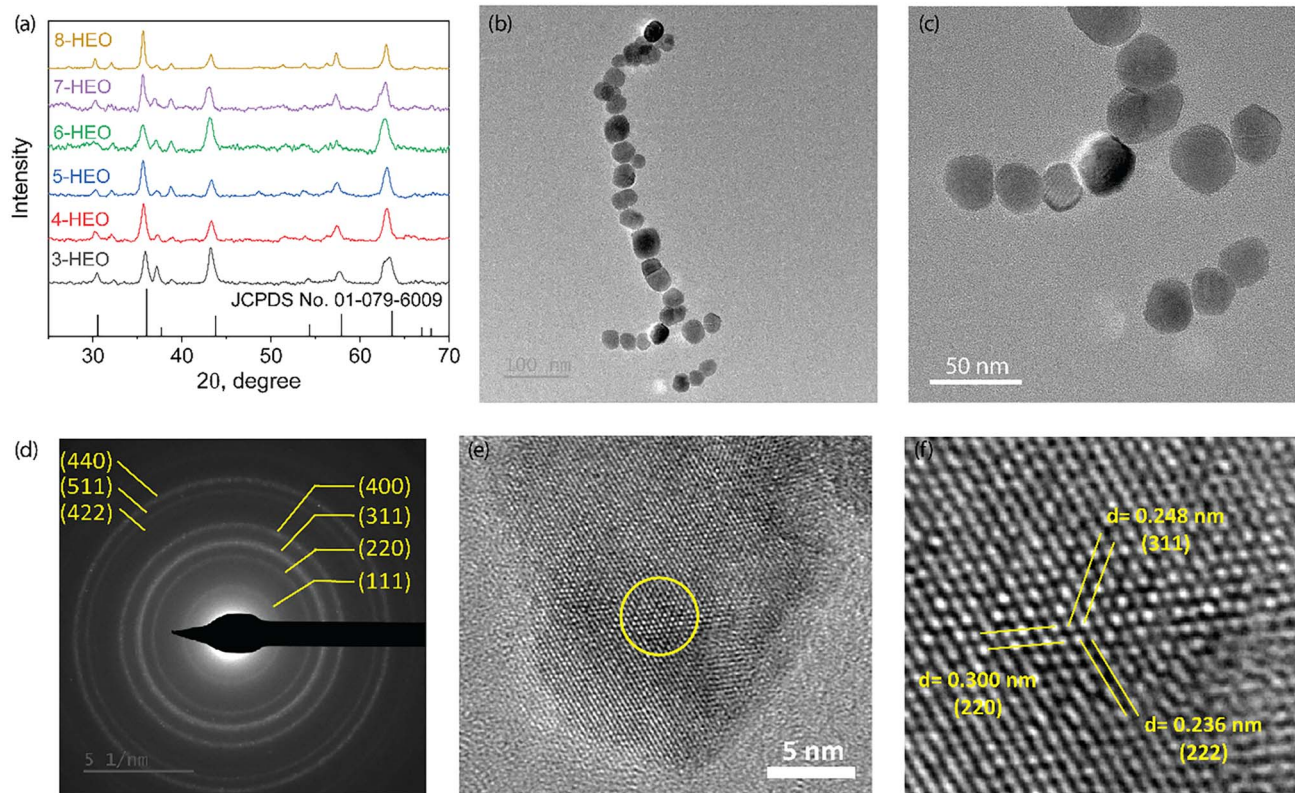 (a)
8-HEO
7-HEO
6-HEO
5-HEO
4-HEO
3-HEO
JCPDS No. 01-079-6009
Intensity
30 40 50 60 70
2θ, degree
(b)
100 nm
(c)
50 nm
(d)
(440)
(511)
(422)
(400)
(311)
(220)
(111)
5 1/nm
(e)
5 nm
(f)
d= 0.248 nm
(311)
d= 0.300 nm
(220)
d= 0.236 nm
(222)